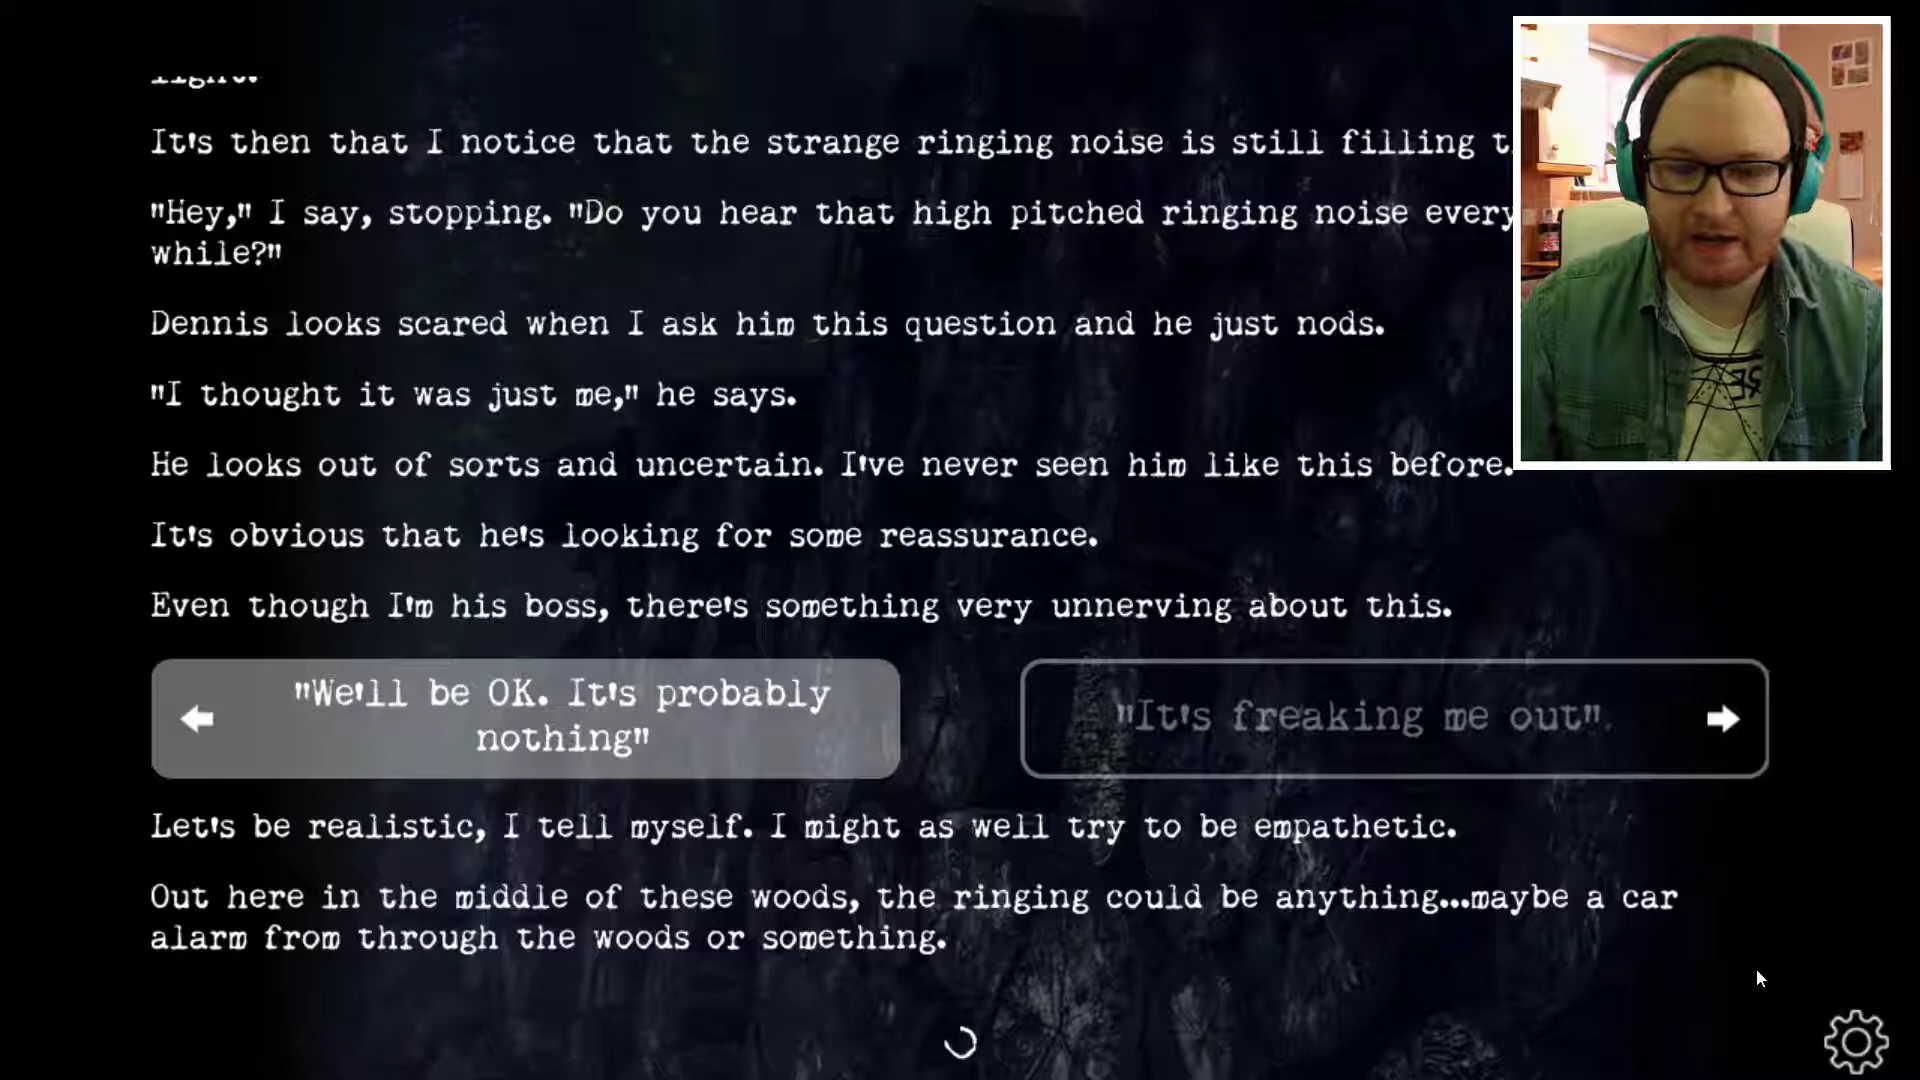 It's then that I notice that the strange ringing noise is still filling
"Hey," I say, stopping. "Do you hear that high pitched ringing noise every
while?"
Dennis looks scared when I ask him this question and he just nods.
"I thought it was just me," he says.
He looks out of sorts and uncertain. I've never seen him like this before.
It's obvious that he's looking for some reassurance.
Even though I'm his boss, there's something very unnerving about this.
"We'll be OK. It's probably
nothing"
"It's freaking me out".
Let's be realistic, I tell myself. I might as well try to be empathetic.
Out here in the middle of these woods, the ringing could be anything...maybe a car
alarm from through the woods or something.